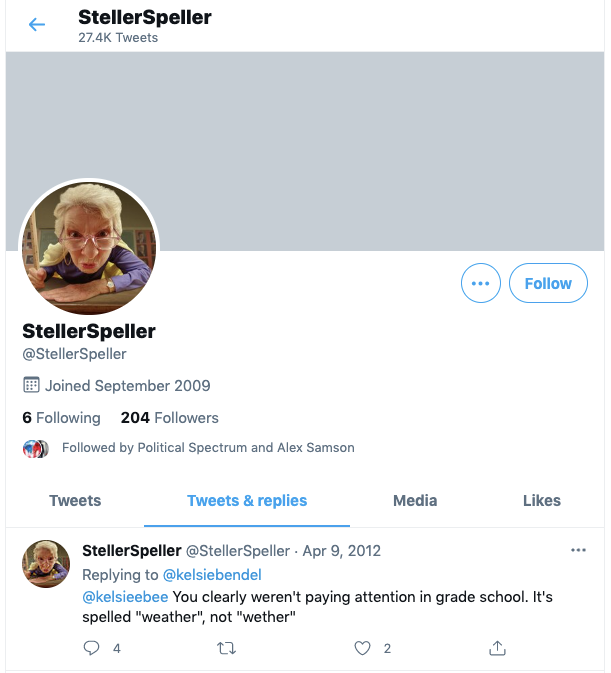 StellerSpeller
27.4K Tweets
Follow
StellerSpeller
@StellerSpeller
Joined September 2009
6 Following 204 Followers
Followed by Political Spectrum and Alex Samson
Tweets Tweets & replies Media Likes
StellerSpeller @StellerSpeller · Apr 9, 2012
Replying to @kelsiebendel
@kelsieebee You clearly weren't paying attention in grade school. It's
spelled "weather", not "wether"
4 2